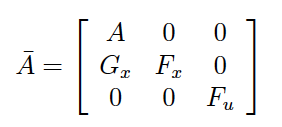 Ā = [ A 0 0
G_x F_x 0
0 0 F_u ]